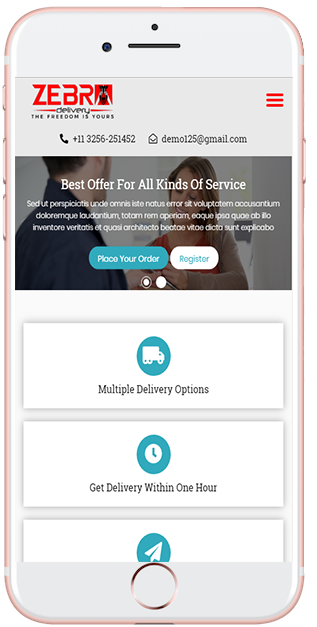 ZEBRA
delivery
THE FREEDOM IS YOURS
+11 3256-251452 demo125@gmail.com
Best Offer For All Kinds Of Service
Sed ut perspiciatis unde omnis iste natus error sit voluptatem accusantium
doloremque laudantium, totam rem aperiam, eaque ipsa quae ab illo
inventore veritatis et quasi architecto beatae vitae dicta sunt explicabo
Place Your Order Register
Multiple Delivery Options
Get Delivery Within One Hour